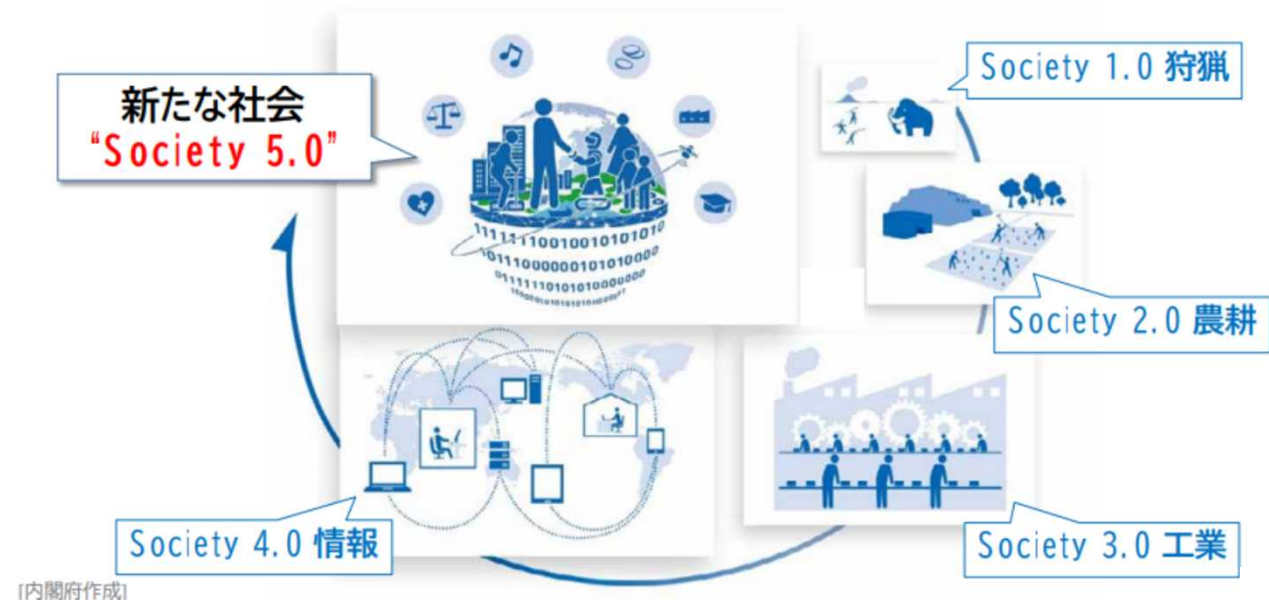 新たな社会
“Society 5.0”
Society 1.0 狩猟
Society 2.0 農耕
Society 3.0 工業
Society 4.0 情報
[内閣府作成]